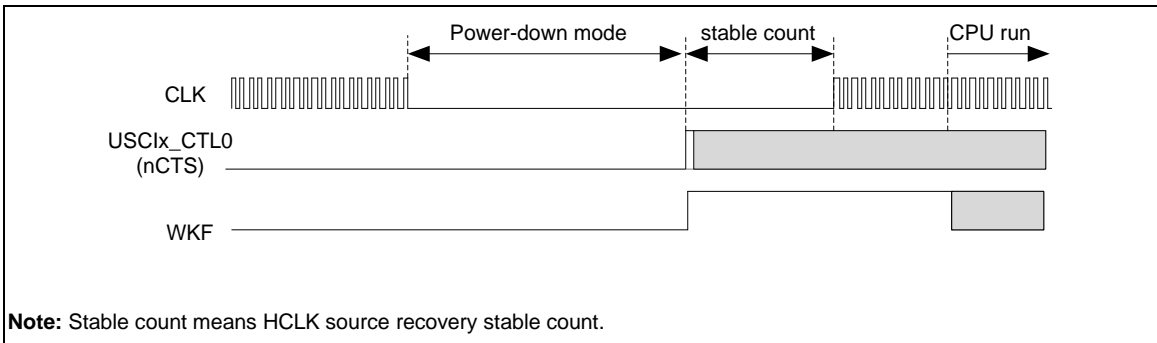 Power-down mode stable count CPU run
CLK
USCIx_CTL0
(nCTS)
WKF
Note: Stable count means HCLK source recovery stable count.